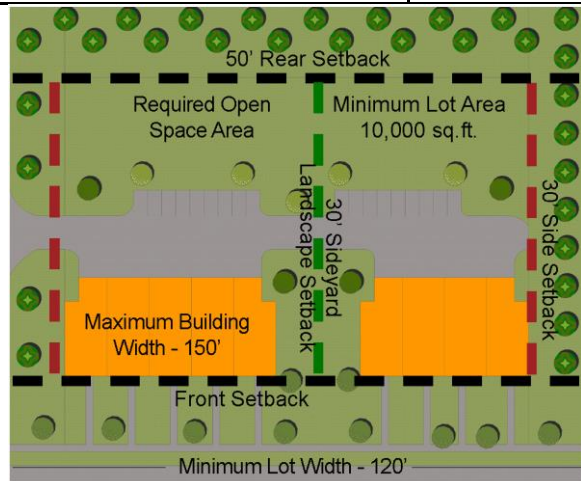 50' Rear Setback
Required Open
Space Area
Minimum Lot Area
10,000 sq.ft.
30' Sideyard
Landscape Setback
30' Side Setback
Maximum Building
Width - 150'
Front Setback
Minimum Lot Width - 120'